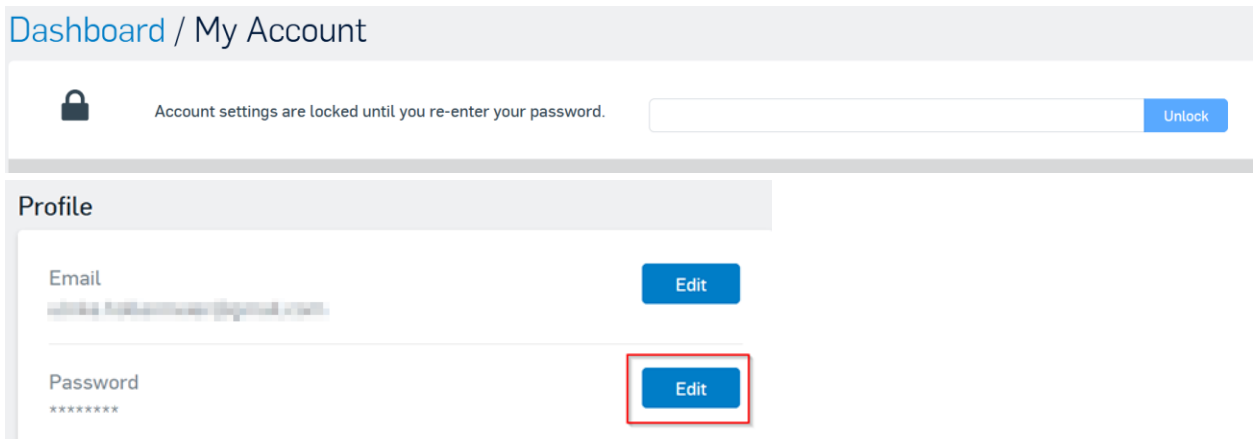 Dashboard / My Account
Account settings are locked until you re-enter your password.
Unlock
Profile
Email
Edit
Password
Edit
********